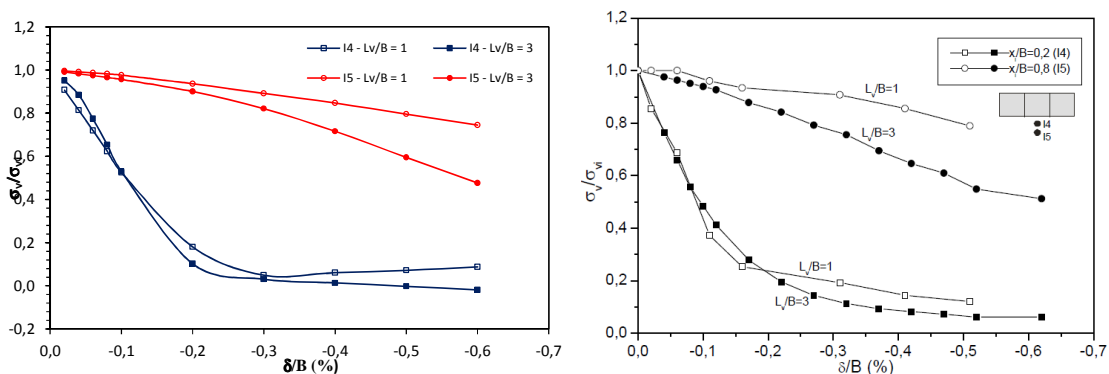 σv/σvi
1,2
1,0
0,8
0,6
0,4
0,2
0,0
-0,2
I4 - Lv/B = 1
I4 - Lv/B = 3
I5 - Lv/B = 1
I5 - Lv/B = 3
0,0 -0,1 -0,2 -0,3 -0,4 -0,5 -0,6 -0,7
δ/B (%)
σv/σvi
1,2
1,0
0,8
0,6
0,4
0,2
0,0
x/B=0,2 (I4)
x/B=0,8 (I5)
I4
I5
Lv/B=1
Lv/B=3
Lv/B=1
Lv/B=3
0,0 -0,1 -0,2 -0,3 -0,4 -0,5 -0,6 -0,7
δ/B (%)